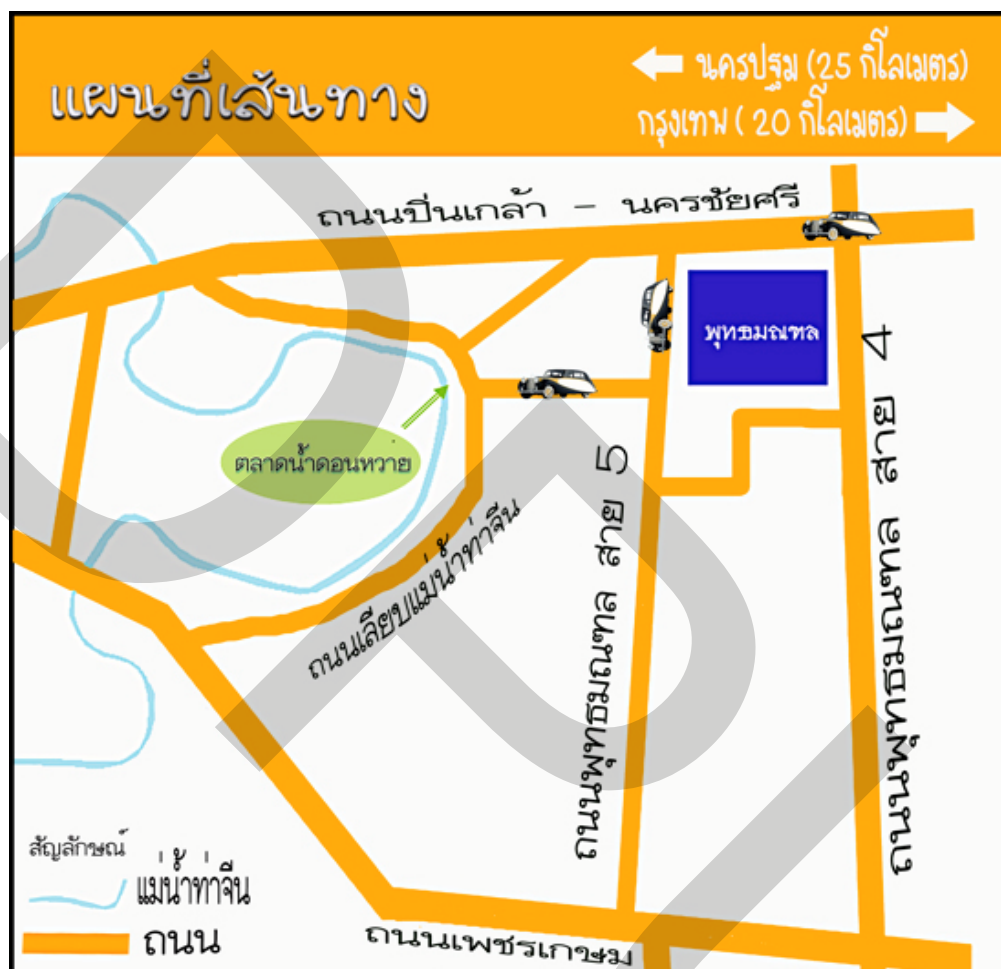 แผนที่เส้นทาง
นครปฐม (25 กิโลเมตร)
กรุงเทพ ( 20 กิโลเมตร)
ถนนปิ่นเกล้า - นครชัยศรี
พุทธมณฑล
ตลาดน้ำดอนหวาย
ถนนเลียบแม่น้ำท่าจีน
ถนนพุทธมณฑล สาย 5
ถนนพุทธมณฑล สาย 4
สัญลักษณ์
แม่น้ำท่าจีน
ถนน
ถนนเพชรเกษม